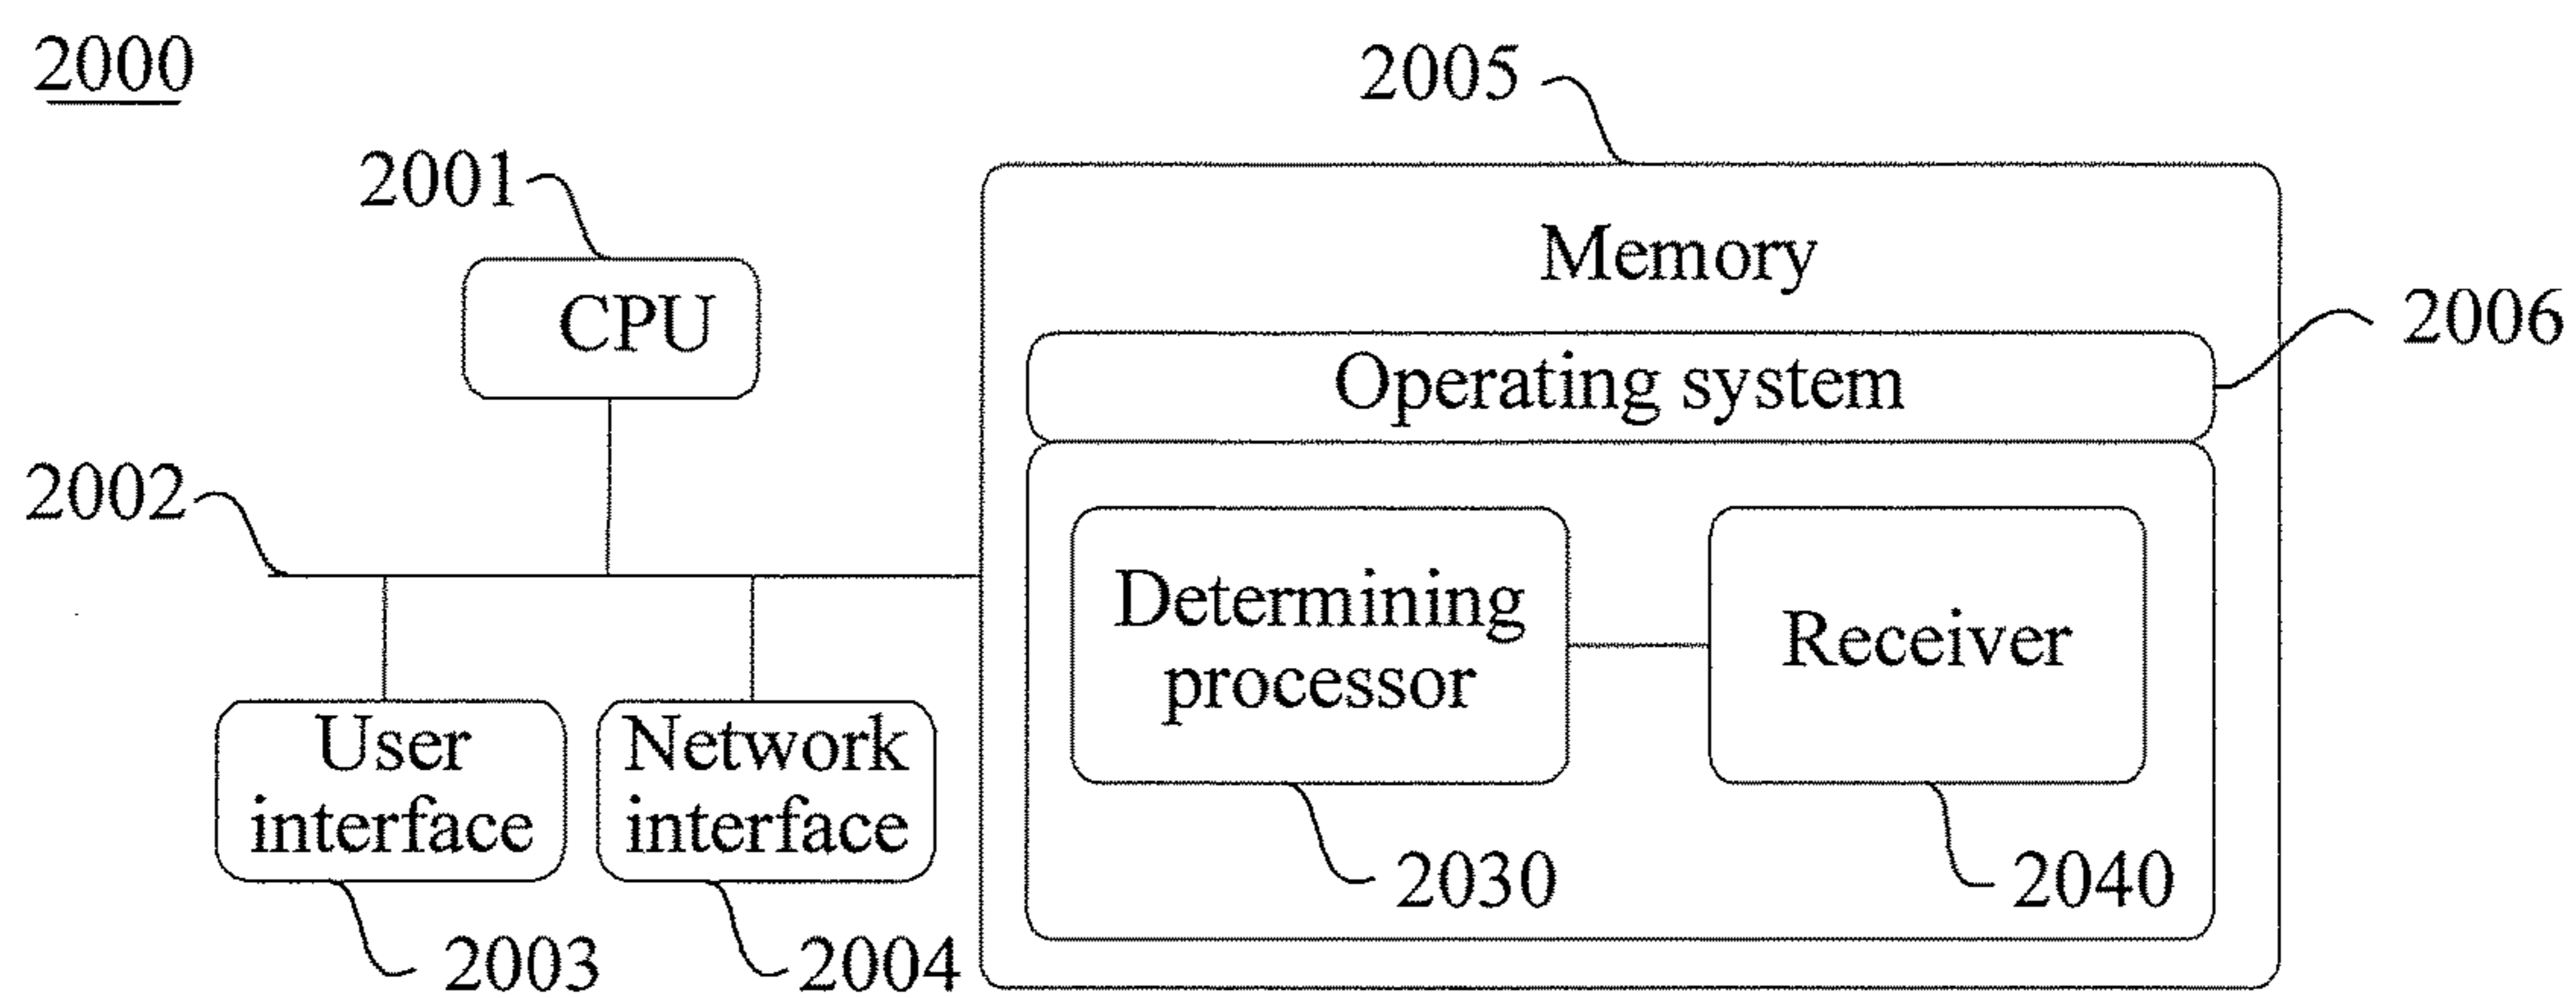 2000
2005
2001
Memory
CPU
2006
Operating system
2002
Determining
processor
Receiver
User
interface
Network
interface
2030
2040
2003
2004